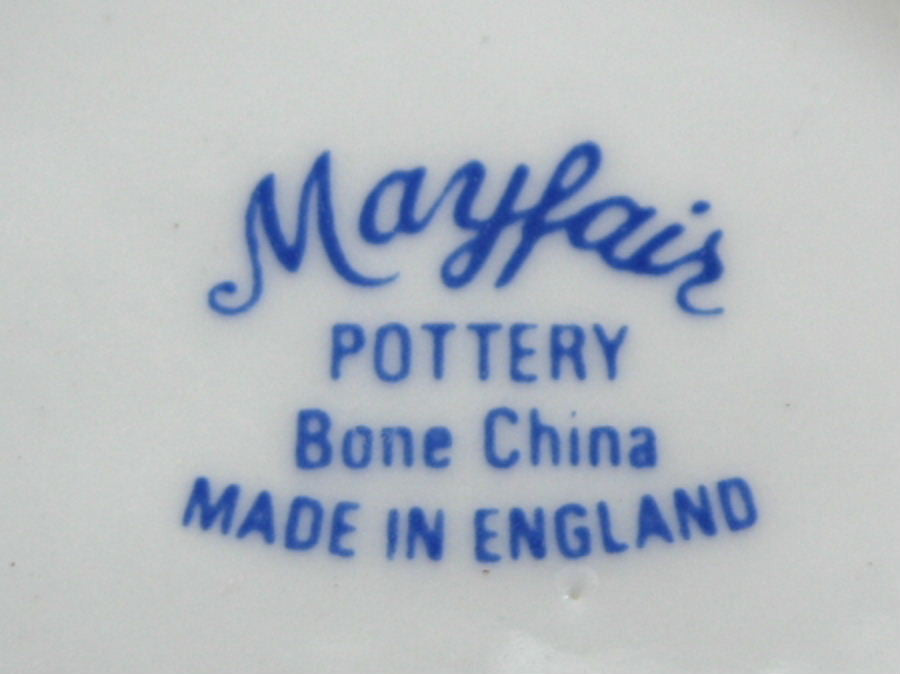 Mayfair
POTTERY
Bone China
MADE IN ENGLAND